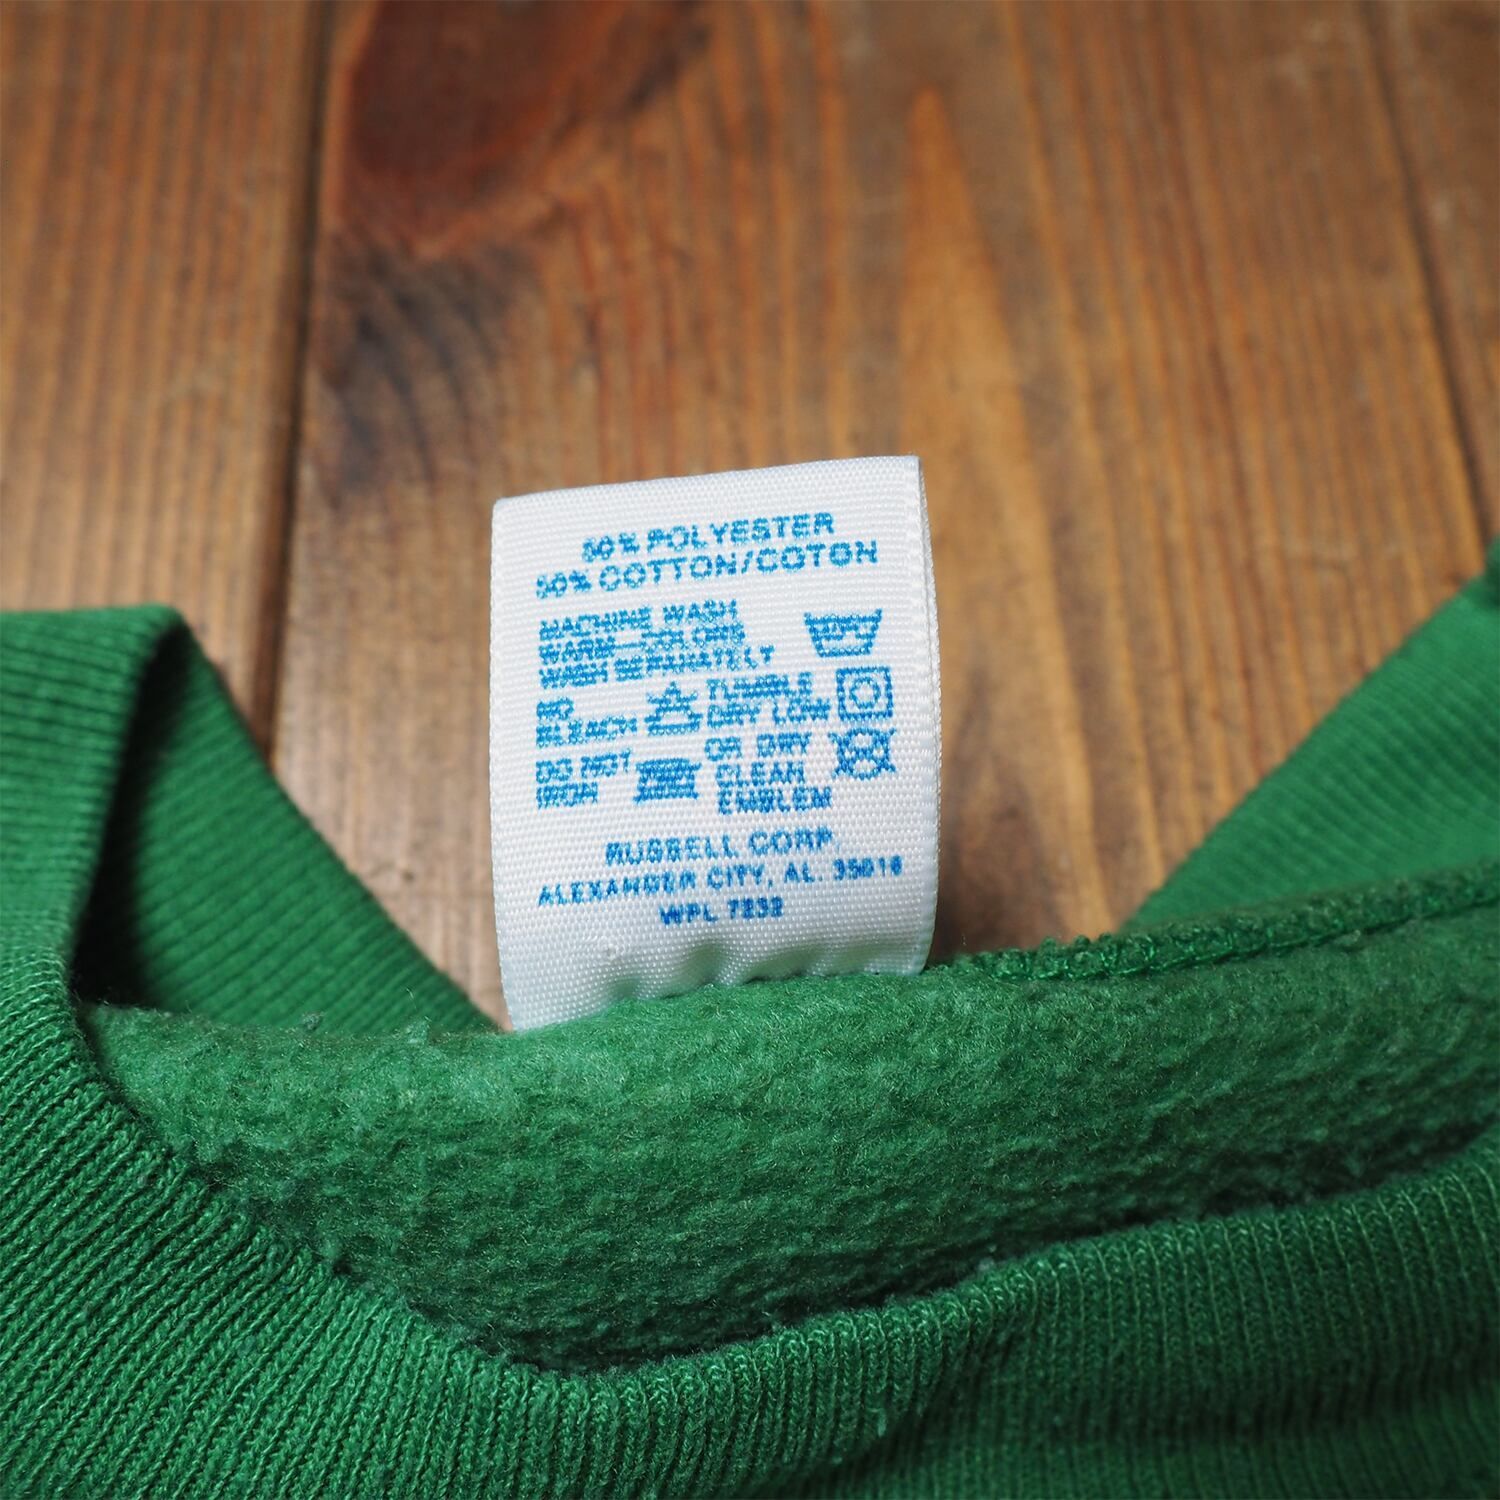 50% POLYESTER
50% COTTON/COTON
MACHINE WASH
WARM—COLORS
WASH SEPARATELY
NO
BLEACH
DO NOT
IRON
TUMBLE
DRY LOW
OR DRY
CLEAN
EMBLEM
RUSSELL CORP
ALEXANDER CITY, AL. 35010
WPL 7232